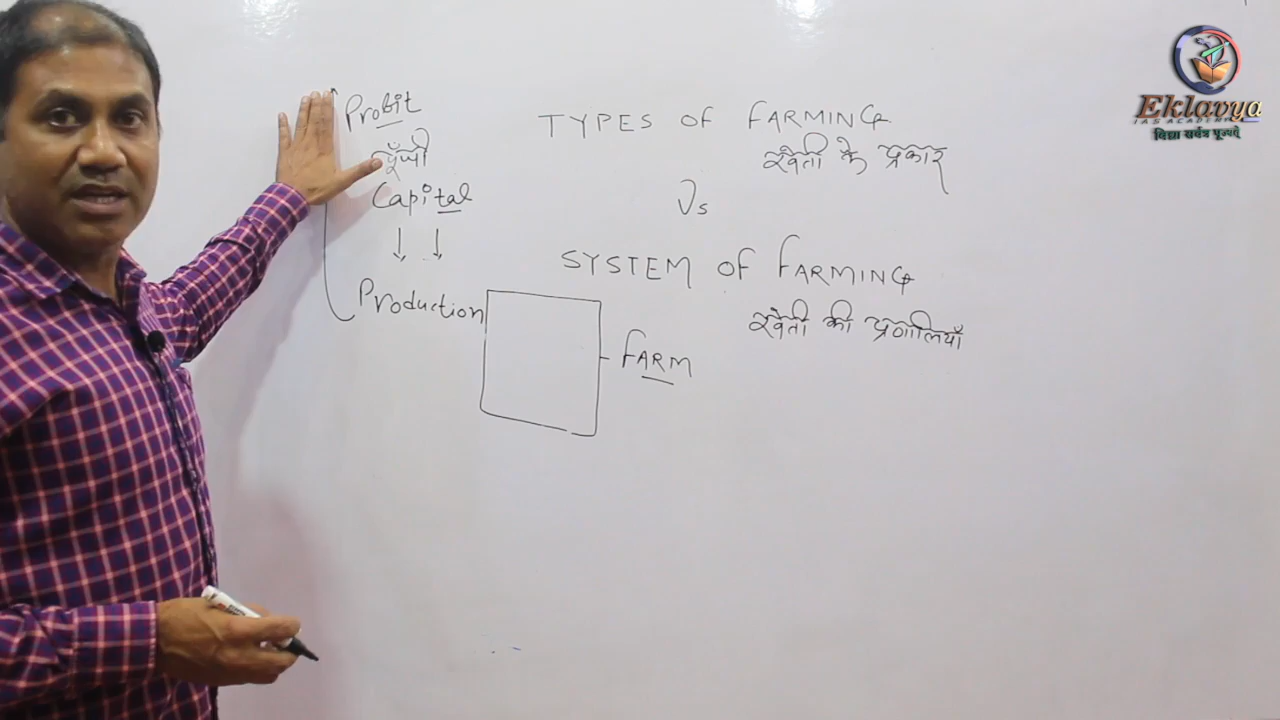 Profit
पूँजी
Capital
Production
FARM
TYPES OF FARMING
खेती के प्रकार
Vs
SYSTEM OF FARMING
खेती की प्रणालियाँ
Eklavya
IAS ACADEMY
विद्या सर्वत्र पूज्यते